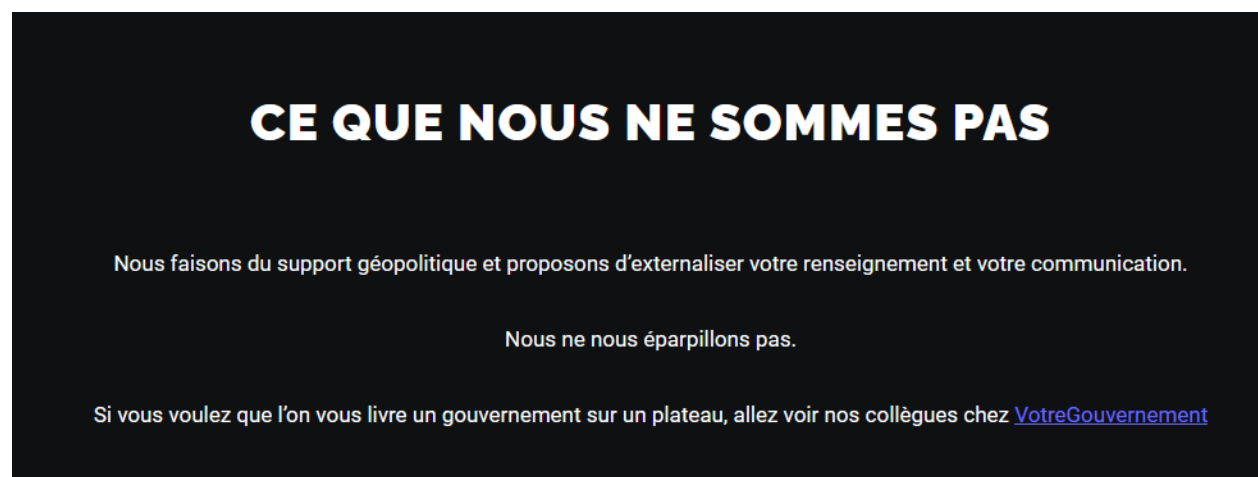 CE QUE NOUS NE SOMMES PAS
Nous faisons du support géopolitique et proposons d’externaliser votre renseignement et votre communication.
Nous ne nous éparpillons pas.
Si vous voulez que l’on vous livre un gouvernement sur un plateau, allez voir nos collègues chez VotreGouvernement